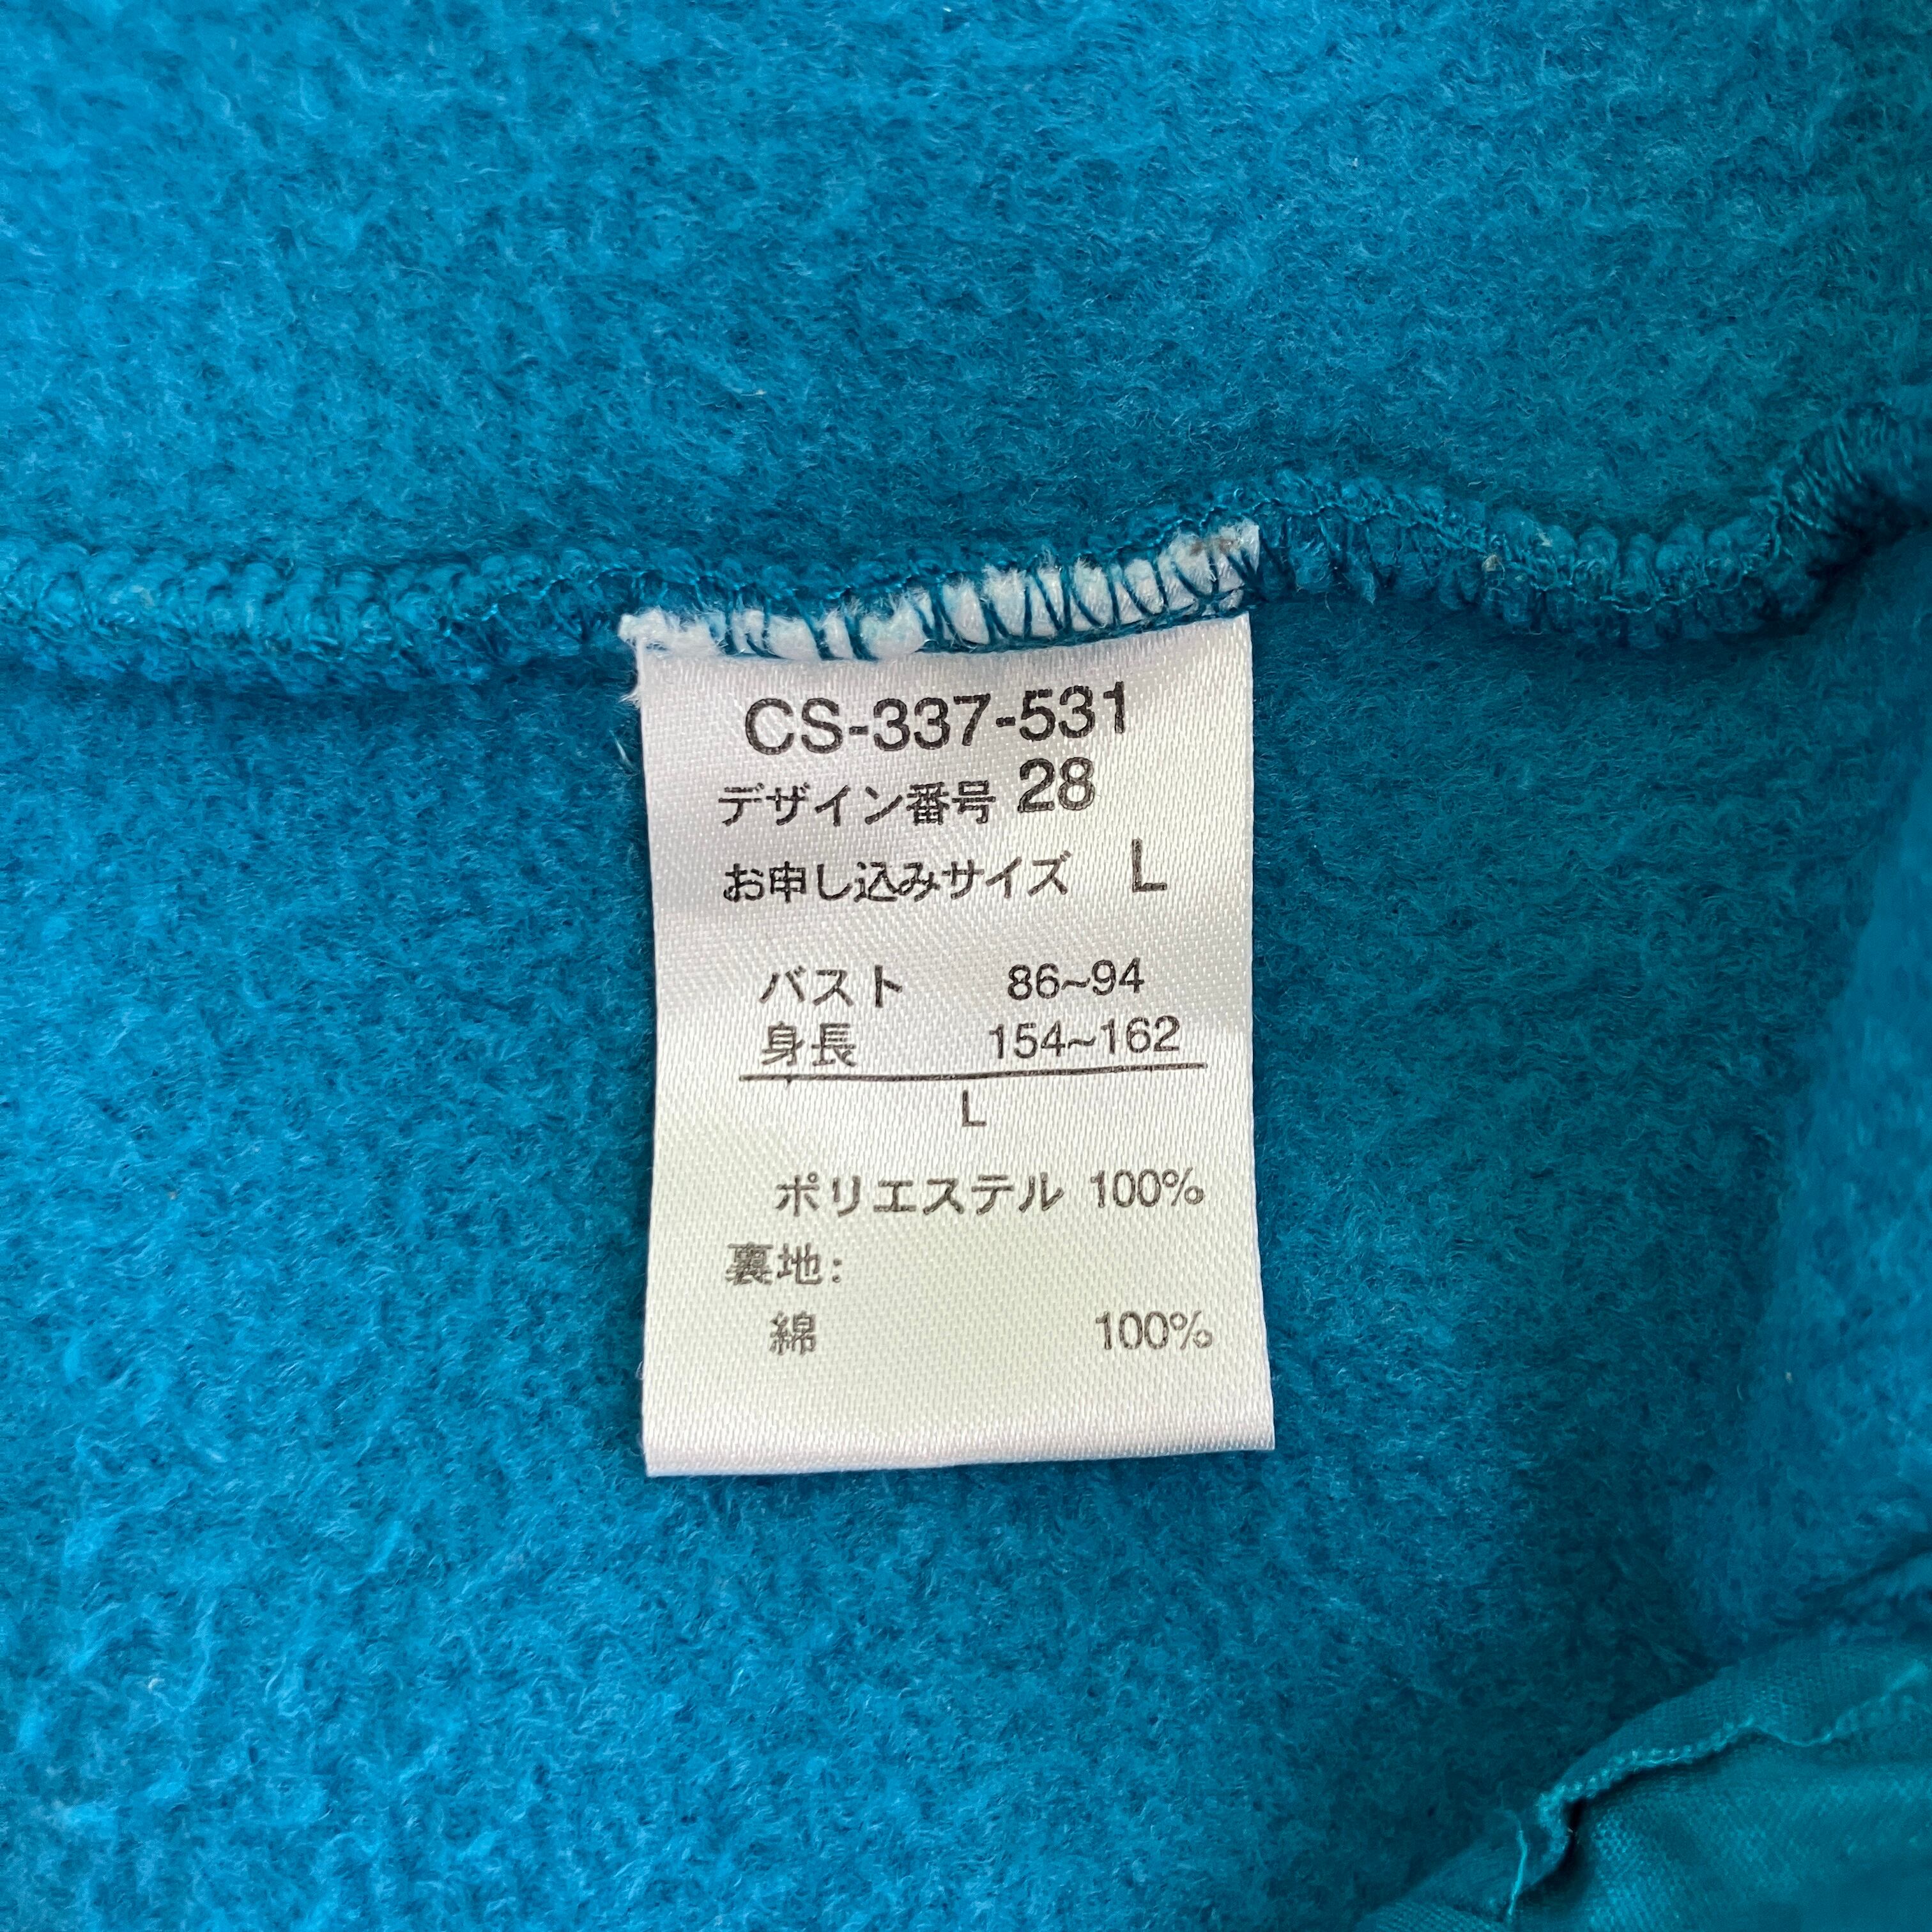 CS-337-531
デザイン番号 28
お申し込みサイズ L
バスト 86~94
身長 154~162
L
ポリエステル 100%
裏地:
綿 100%